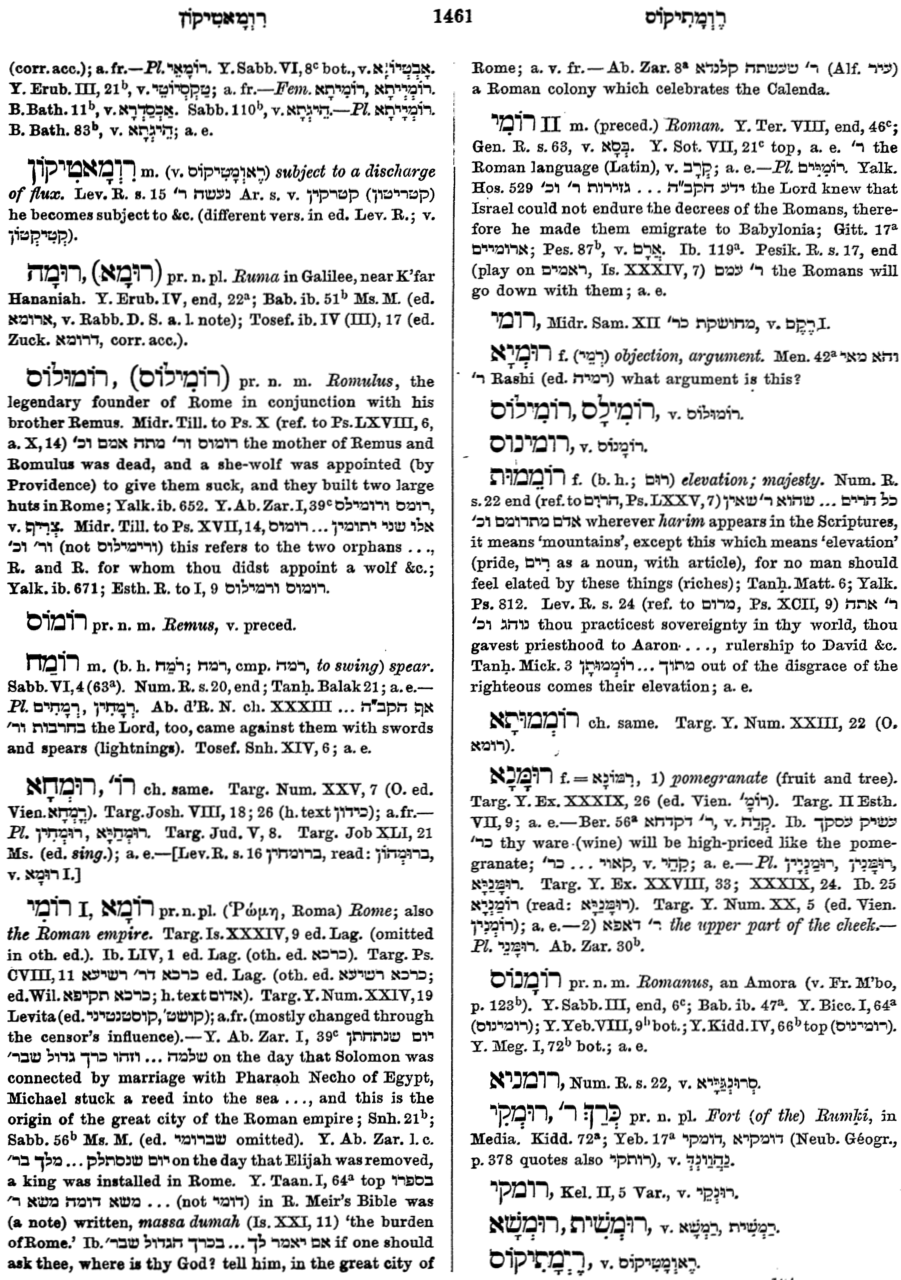 רִוְמָאטִיקוֹן 1461 רֶוְמָתִיקוֹס
(corr. acc.); a. fr.—Pl. רוֹמָאֵי. Y. Sabb. VI, 8c bot., v.
Y. Erub. III, 21b, v. ; a. fr.—Fem. רוֹמָיְיתָא, רוֹמִיתָא.
B. Bath. 11b, v. אַכְסַדְרָא. Sabb. 110b, v. הִיגְתָא.—Pl. רוֹמָיָיתָא.
B. Bath. 83b, v. הִיגְתָא; a. e.
רִוְמָאטִיקוֹן m. (v. רֶאוּמָטִיקוֹס) subject to a discharge
of flux. Lev. R. s. 15 נעשה ר' Ar. s. v. קטרקין (קטריטון)
he becomes subject to &c. (different vers. in ed. Lev. R.; v.
קְטִיקְטוֹן).
רוּמָה, (רוּמָא) pr. n. pl. Ruma in Galilee, near K'far
Hananiah. Y. Erub. IV, end, 22a; Bab. ib. 51b Ms. M. (ed.
ארומא, v. Rabb. D. S. a. l. note); Tosef. ib. IV (III), 17 (ed.
Zuck. דרומא, corr. acc.).
רוֹמוּלוֹס, (רוֹמִילוֹס) pr. n. m. Romulus, the
legendary founder of Rome in conjunction with his
brother Remus. Midr. Till. to Ps. X (ref. to Ps. LXVIII, 6,
a. X, 14) רומוס ור' מתה אמם וכ' the mother of Remus and
Romulus was dead, and a she-wolf was appointed (by
Providence) to give them suck, and they built two large
huts in Rome; Yalk. ib. 652. Y. Ab. Zar. I, 39c רומס ורומילס,
v. צְרִיף. Midr. Till. to Ps. XVII, 14, אלו שני יתומין ... רומוס
ור' וכ' (not ורימילוס) this refers to the two orphans ...,
R. and R. for whom thou didst appoint a wolf &c.;
Yalk. ib. 671; Esth. R. to I, 9 רומוס ורמילוס.
רוֹמוֹס pr. n. m. Remus, v. preced.
רוֹמַח m. (b. h. רֹמַח; רמח, cmp. רמה, to swing) spear.
Sabb. VI, 4 (63a). Num. R. s. 20, end; Tanḥ. Balak 21; a. e.—
Pl. רְמָחִים, רְמָחִין. Ab. d'R. N. ch. XXXIII אף הקב"ה ...
בחרבות ור' the Lord, too, came against them with swords
and spears (lightnings). Tosef. Snh. XIV, 6; a. e.
רוּמְחָא, רוֹ' ch. same. Targ. Num. XXV, 7 (O. ed.
Vien. רָמְחָא). Targ. Josh. VIII, 18; 26 (h. text כידון); a. fr.—
Pl. רוּמְחַיָּא, רוּמְחִין. Targ. Jud. V, 8. Targ. Job XLI, 21
Ms. (ed. sing.); a. e.—[Lev. R. s. 16 ברומחין, read: בְּרוּמְחוֹן,
v. רוּמָא I.]
רוֹמִי I, רוֹמָא pr. n. pl. (Ῥώμη, Roma) Rome; also
the Roman empire. Targ. Is. XXXIV, 9 ed. Lag. (omitted
in oth. ed.). Ib. LIV, 1 ed. Lag. (oth. ed. כרכא). Targ. Ps.
CVIII, 11 כרכא דר' רשיעא ed. Lag. (oth. ed. כרכא רשיעא;
ed. Wil. כרכא תקיפא; h. text אדום). Targ. Y. Num. XXIV, 19
Levita (ed. קושט', קוסטנטיני); a. fr. (mostly changed through
the censor's influence).—Y. Ab. Zar. I, 39c יום שנתחתן
שלמה ... וזהו כרך גדול שבר' on the day that Solomon was
connected by marriage with Pharaoh Necho of Egypt,
Michael stuck a reed into the sea ..., and this is the
origin of the great city of the Roman empire; Snh. 21b;
Sabb. 56b Ms. M. (ed. שברומי omitted). Y. Ab. Zar. l. c.
יום שנסתלק ... מלך בר' on the day that Elijah was removed,
a king was installed in Rome. Y. Taan. I, 64a top בספרו
משא דומה משא ר' ... (not דומי) in R. Meir's Bible was
(a note) written, massa dumah (Is. XXI, 11) 'the burden
of Rome.' Ib. אם יאמר לך ... בכרך הגדול שבר' if one should
ask thee, where is thy God? tell him, in the great city of
Rome; a. v. fr.—Ab. Zar. 8a ר' שעשתה קלנדא (Alf. עיר)
a Roman colony which celebrates the Calenda.
רוֹמִי II m. (preced.) Roman. Y. Ter. VIII, end, 46c;
Gen. R. s. 63, v. כְּסָא. Y. Sot. VII, 21c top, a. e. ר' the
Roman language (Latin), v. קְרָב; a. e.—Pl. רוֹמִיִּים. Yalk.
Hos. 529 ידע הקב"ה ... גזירות ר' וכ' the Lord knew that
Israel could not endure the decrees of the Romans, there-
fore he made them emigrate to Babylonia; Gitt. 17a
ארומיים; Pes. 87b, v. אֲרָם. Ib. 119a. Pesik. R. s. 17, end
(play on ראמים, Is. XXXIV, 7) עמם ר' the Romans will
go down with them; a. e.
רומי, Midr. Sam. XII מחושקת כר', v. רֶקֶם I.
רוּמְיָא f. (רְמֵי) objection, argument. Men. 42a והא מאי
ר' Rashi (ed. רמיה) what argument is this?
רוֹמִילָס, רוֹמִילוֹס, v. רוֹמוּלוֹס.
רומינוס, v. רוֹמָנוֹס.
רוֹמֵמוּת f. (b. h.; רום) elevation; majesty. Num. R.
s. 22 end (ref. to הרים, Ps. LXXV, 7) כל הרים ... שהוא ר' שאין
אדם מתרומם וכ' wherever harim appears in the Scriptures,
it means 'mountains', except this which means 'elevation'
(pride, רים as a noun, with article), for no man should
feel elated by these things (riches); Tanḥ. Matt. 6; Yalk.
Ps. 812. Lev. R. s. 24 (ref. to מרום, Ps. XCII, 9) ר' אתה
נוהג וכ' thou practicest sovereignty in thy world, thou
gavest priesthood to Aaron ..., rulership to David &c.
Tanḥ. Mick. 3 מתוך ... רוֹמְמוּתָן out of the disgrace of the
righteous comes their elevation; a. e.
רוֹמְמוּתָא ch. same. Targ. Y. Num. XXIII, 22 (O.
רומא).
רוּמָּנָא f. = רִמּוֹנָא, 1) pomegranate (fruit and tree).
Targ. Y. Ex. XXXIX, 26 (ed. Vien. רוֹמָ'). Targ. II Esth.
VII, 9; a. e.—Ber. 56a ר' דקדחא, v. קְדַח. Ib. עשיק עסקך
כר' thy ware (wine) will be high-priced like the pome-
granate; קאוי ... כר', v. קְהֵי; a. e.—Pl. רוּמָּנִין, רוּמָּנַיִין,
רוּמָּנַיָּא. Targ. Y. Ex. XXVIII, 33; XXXIX, 24. Ib. 25
רוֹמָנְיָא (read: רוּמָּנַיָּא). Targ. Y. Num. XX, 5 (ed. Vien.
רוֹמָנִין); a. e.—2) ר' דאפא the upper part of the cheek.—
Pl. רוּמָּנֵי. Ab. Zar. 30b.
רוֹמָנוֹס pr. n. m. Romanus, an Amora (v. Fr. M'bo,
p. 123b). Y. Sabb. III, end, 6c; Bab. ib. 47a. Y. Bicc. I, 64a
(רומינוס); Y. Yeb. VIII, 9b bot.; Y. Kidd. IV, 66b top (רומינוס).
Y. Meg. I, 72b bot.; a. e.
רומניא, Num. R. s. 22, v. סְרוּנְגַיָּיא.
רוּמְקִי, כְּרַךְ ר' pr. n. pl. Fort (of the) Rumḳi, in
Media. Kidd. 72a; Yeb. 17a דומקיא, דומקי (Neub. Géogr.,
p. 378 quotes also רותקי), v. נַהֲוַנְדְּ.
רומקי, Kel. II, 5 Var., v. רוּנְקִי.
רוּמְשָׁא, רוּמְשִׁית, v. רַמְשָׁא, רַמְשִׁית.
רֶיְמָתִיקוֹס, v. רֶאוּמָטִיקוֹס.